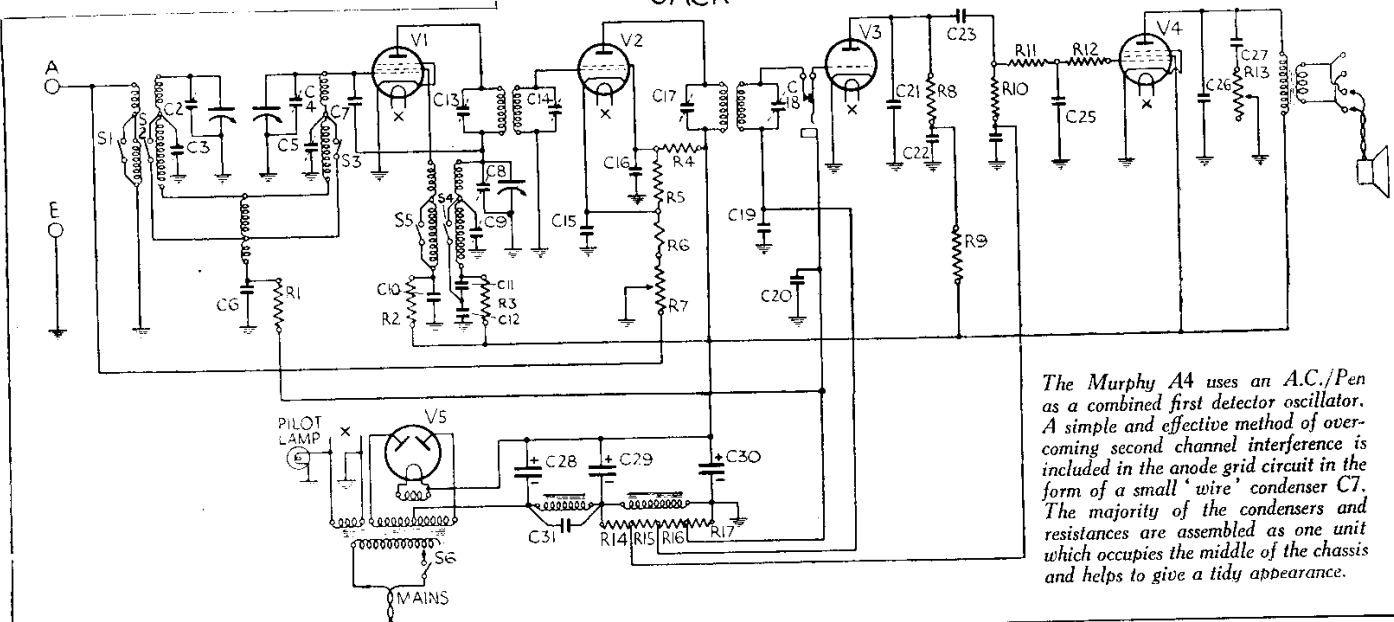 JACK
A
E
S1
S2
C2
C3
C4
C5
C7
S3
C6
R1
V1
X
C13
C14
C8
C9
S4
S5
C10
R2
C11
R3
C12
V2
X
C15
C16
R4
R5
R6
R7
C17
C18
C19
C20
V3
X
C21
R8
C22
C23
R9
R10
R11
R12
C25
V4
X
C26
C27
R13
PILOT
LAMP
X
V5
C28
C29
C30
C31
R14
R15
R16
R17
S6
MAINS
+
-
+
-
+
-
The Murphy A4 uses an A.C./Pen
as a combined first detector oscillator.
A simple and effective method of over-
coming second channel interference is
included in the anode grid circuit in the
form of a small ‘wire’ condenser C7.
The majority of the condensers and
resistances are assembled as one unit
which occupies the middle of the chassis
and helps to give a tidy appearance.